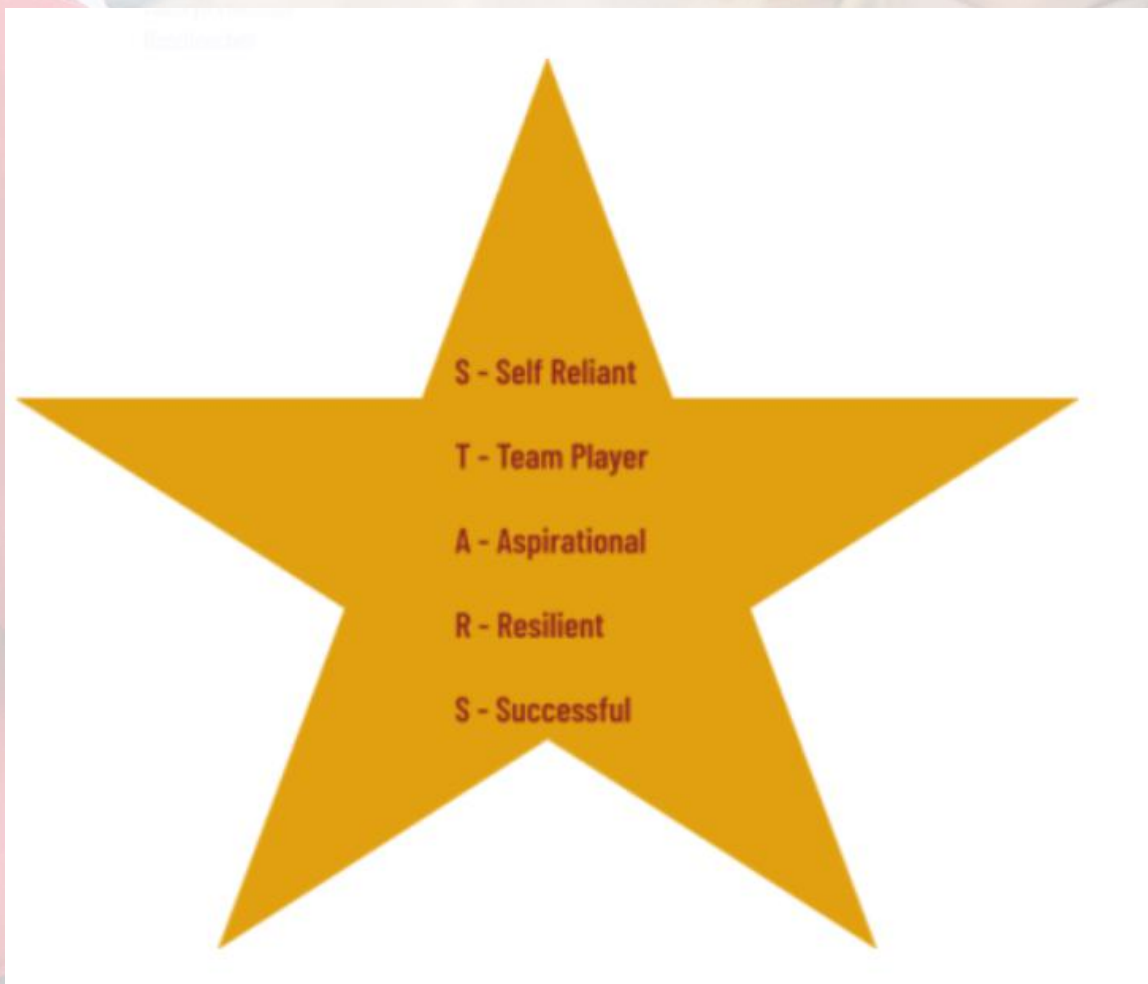 S - Self Reliant
T - Team Player
A - Aspirational
R - Resilient
S - Successful